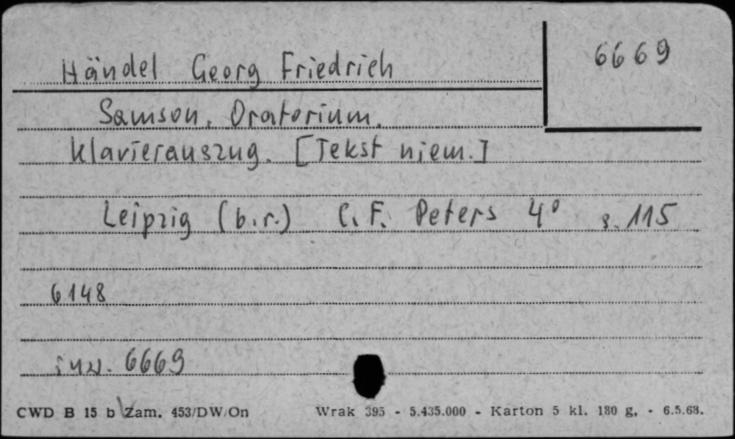 Händel Georg Friedrich
6669
Samson. Oratorium.
Klavierauszug. [Tekst niem.]
Leipzig (b.r.) C. F. Peters 4° s. 115
6148
inw. 6669
CWD B 15 b Zam. 453/DW/On Wrak 395 - 5.435.000 - Karton 5 kl. 180 g. - 6.5.68.